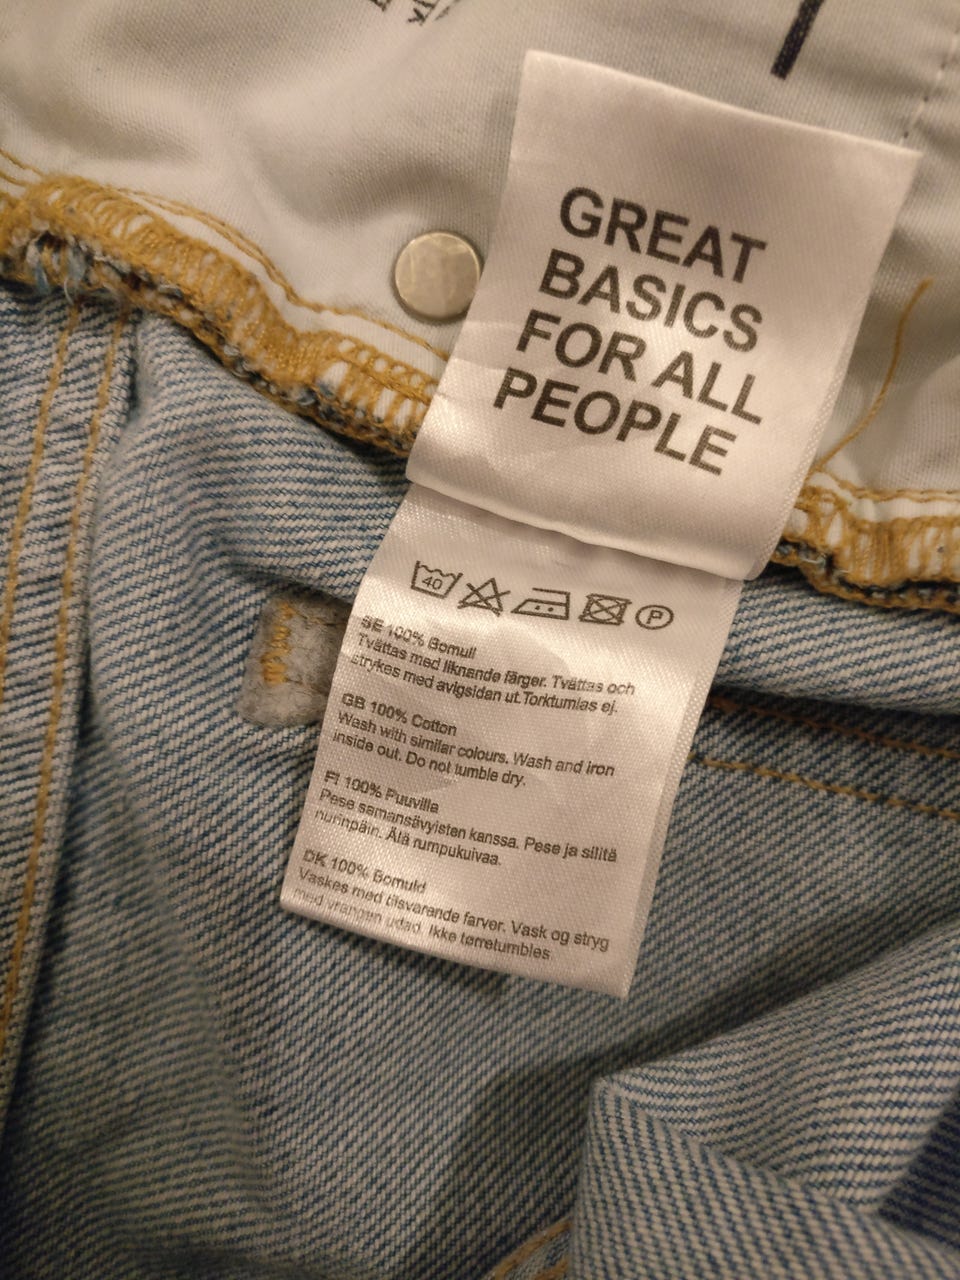 GREAT
BASICS
FOR ALL
PEOPLE
40 P
SE 100% Bomull
Tvättas med liknande färger. Tvättas och
strykes med avigsidan ut. Torktumlas ej.
GB 100% Cotton
Wash with similar colours. Wash and iron
inside out. Do not tumble dry.
FI 100% Puuvilla
Pese samansävyisten kanssa. Pese ja silitä
nurinpäin. Älä rumpukuivaa.
DK 100% Bomuld
Vaskes med tilsvarende farver. Vask og stryg
med vrangen udad. Ikke tørretumbles